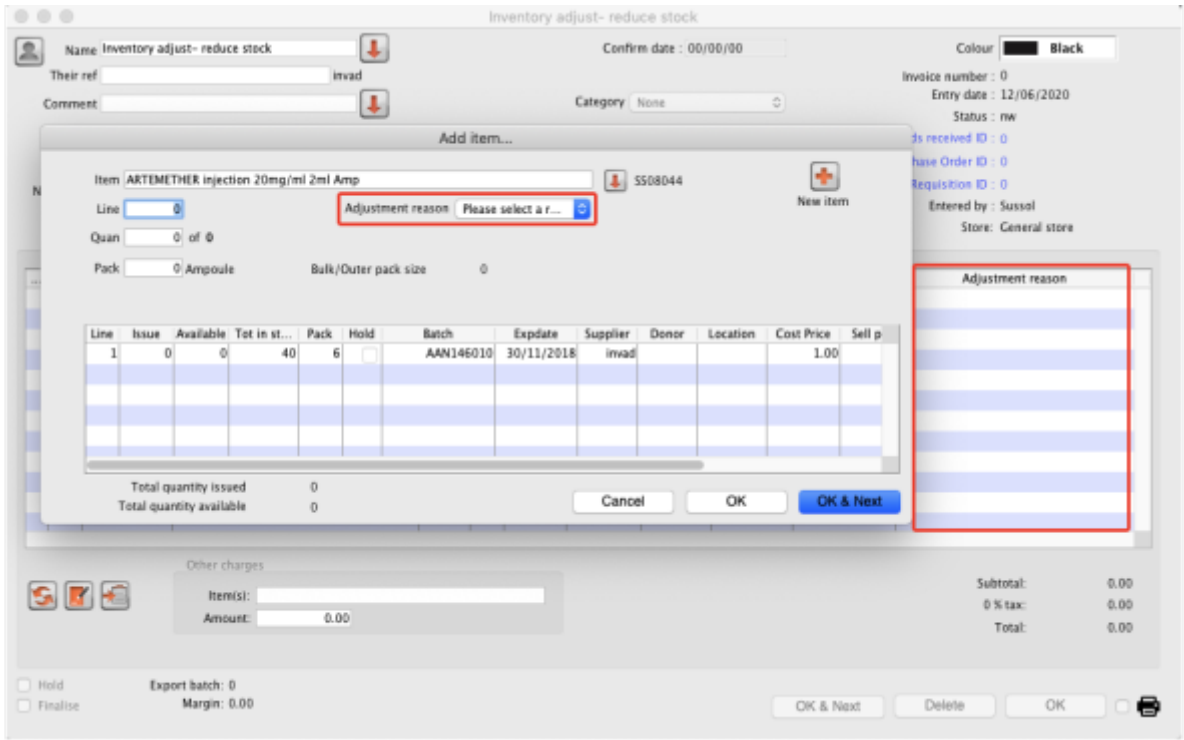 Inventory adjust- reduce stock
Name Inventory adjust- reduce stock
Confirm date : 00/00/00
Colour Black
Their ref invad
Invoice number : 0
Comment
Category None
Entry date : 12/06/2020
Status : nw
Add item...
ds received ID : 0
hase Order ID : 0
Item ARTEMETHER injection 20mg/ml 2ml Amp
SS08044
New item
Requisition ID : 0
N
Line 0
Adjustment reason Please select a r...
Entered by : Sussol
Quan 0 of 0
Store: General store
Pack 0 Ampoule
Bulk/Outer pack size 0
...
Adjustment reason
Line Issue Available Tot in st... Pack Hold Batch Expdate Supplier Donor Location Cost Price Sell p
1 0 0 40 6 AAN146010 30/11/2018 invad 1.00
Total quantity issued 0
Total quantity available 0
Cancel OK OK & Next
Other charges
Item(s):
Amount: 0.00
Subtotal: 0.00
0 % tax: 0.00
Total: 0.00
Hold
Export batch: 0
Finalise
Margin: 0.00
OK & Next Delete OK